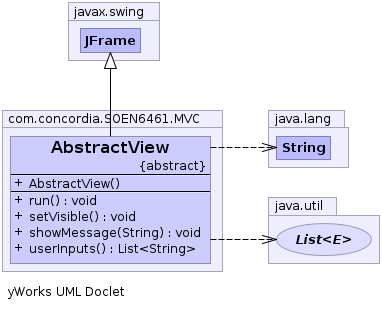 javax.swing
JFrame
com.concordia.SOEN6461.MVC
AbstractView
{abstract}
+ AbstractView()
+ run() : void
+ setVisible() : void
+ showMessage(String) : void
+ userInputs() : List<String>
java.lang
String
java.util
List<E>
yWorks UML Doclet